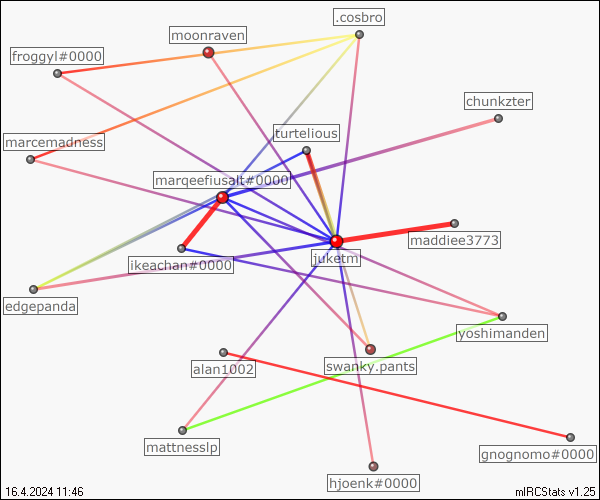 .cosbro
moonraven
froggyl#0000
chunkzter
turtelious
marcemadness
marqeefiusalt#0000
maddiee3773
juketm
ikeachan#0000
edgepanda
yoshimanden
swanky.pants
alan1002
mattnesslp
gnognomo#0000
hjoenk#0000
16.4.2024 11:46
mIRCStats v1.25